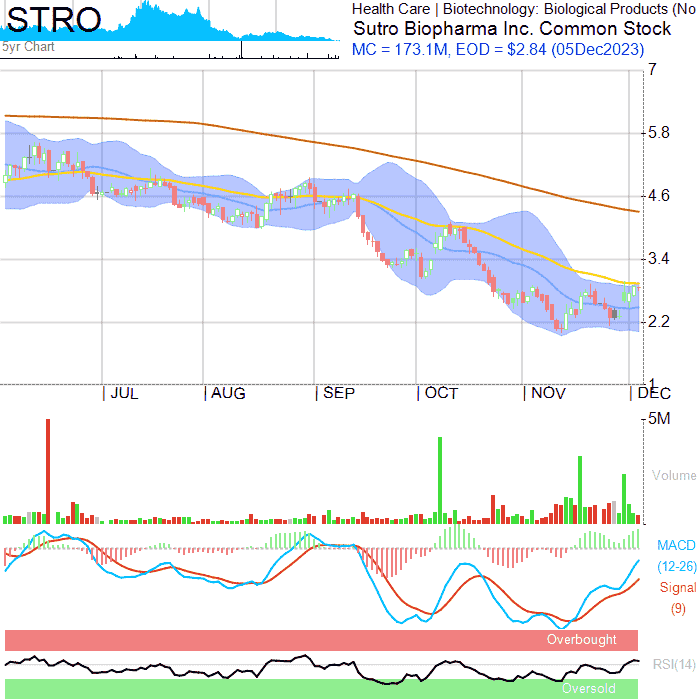 STRO
5yr Chart
Health Care | Biotechnology: Biological Products (No
Sutro Biopharma Inc. Common Stock
MC = 173.1M, EOD = $2.84 (05Dec2023)
7
5.8
4.6
3.4
2.2
1
JUL AUG SEP OCT NOV DEC
5M
Volume
MACD
(12-26)
Signal
(9)
Overbought
RSI(14)
Oversold